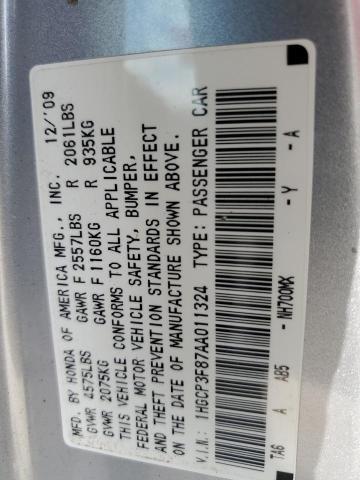 MFD. BY HONDA OF AMERICA MFG., INC. 12/'09
GVWR 4575LBS GAWR F 2557LBS R 2061LBS
GVWR 2075KG GAWR F 1160KG R 935KG
THIS VEHICLE CONFORMS TO ALL APPLICABLE
FEDERAL MOTOR VEHICLE SAFETY, BUMPER,
AND THEFT PREVENTION STANDARDS IN EFFECT
ON THE DATE OF MANUFACTURE SHOWN ABOVE.
V.I.N.: 1HGCP3F87AA011324 TYPE: PASSENGER CAR
TA6 A AB5 - NH700MX - Y - A